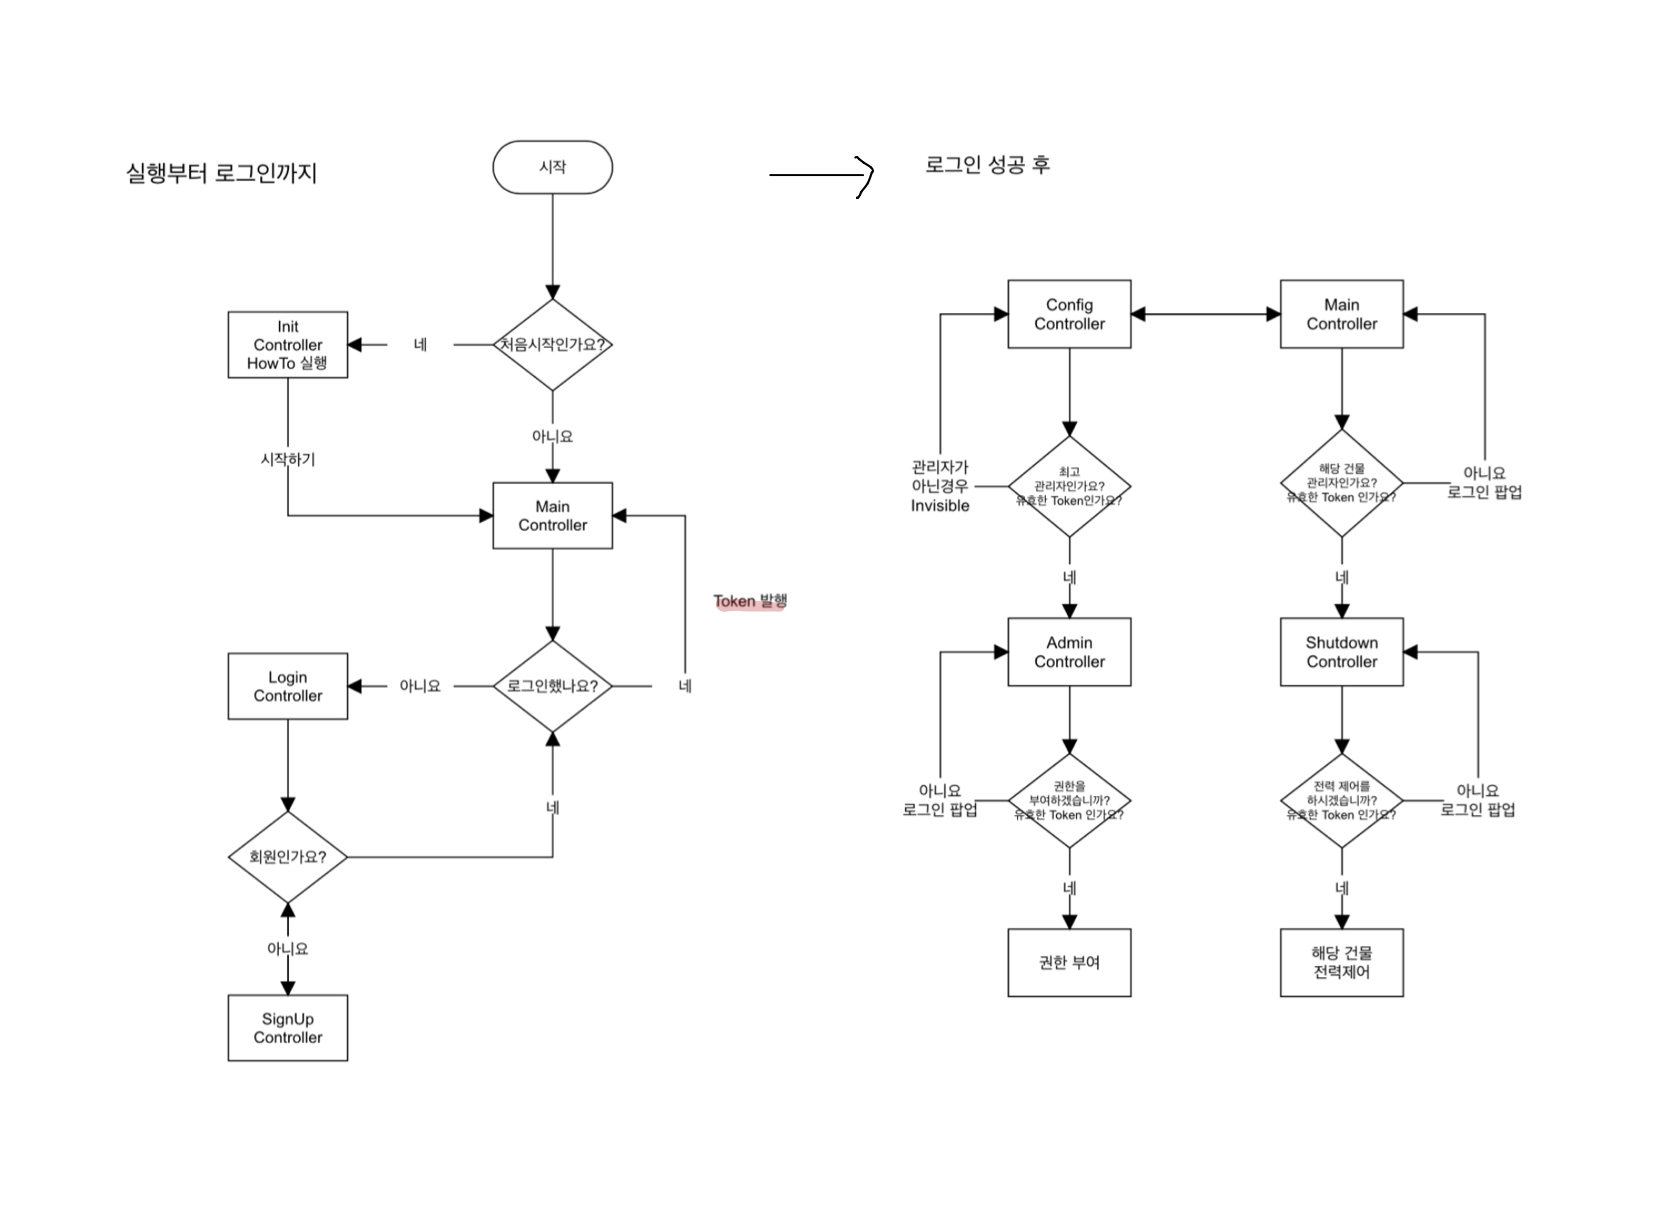 실행부터 로그인까지
시작
처음시작인가요?
네
Init
Controller
HowTo 실행
아니요
시작하기
Main
Controller
Token 발행
로그인했나요?
네
아니요
Login
Controller
네
회원인가요?
아니요
SignUp
Controller
로그인 성공 후
Config
Controller
Main
Controller
최고
관리자인가요?
유효한 Token인가요?
관리자가
아닌경우
Invisible
해당 건물
관리자인가요?
유효한 Token 인가요?
아니요
로그인 팝업
네
네
Admin
Controller
Shutdown
Controller
권한을
부여하겠습니까?
유효한 Token 인가요?
아니요
로그인 팝업
전력 제어를
하시겠습니까?
유효한 Token 인가요?
아니요
로그인 팝업
네
네
권한 부여
해당 건물
전력제어